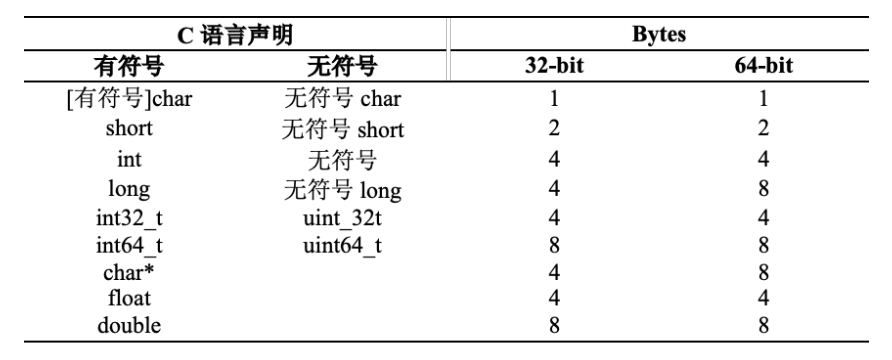 C 语言声明 Bytes
有符号 无符号 32-bit 64-bit
[有符号]char 无符号 char 1 1
short 无符号 short 2 2
int 无符号 4 4
long 无符号 long 4 8
int32_t uint_32t 4 4
int64_t uint64_t 8 8
char* 4 8
float 4 4
double 8 8